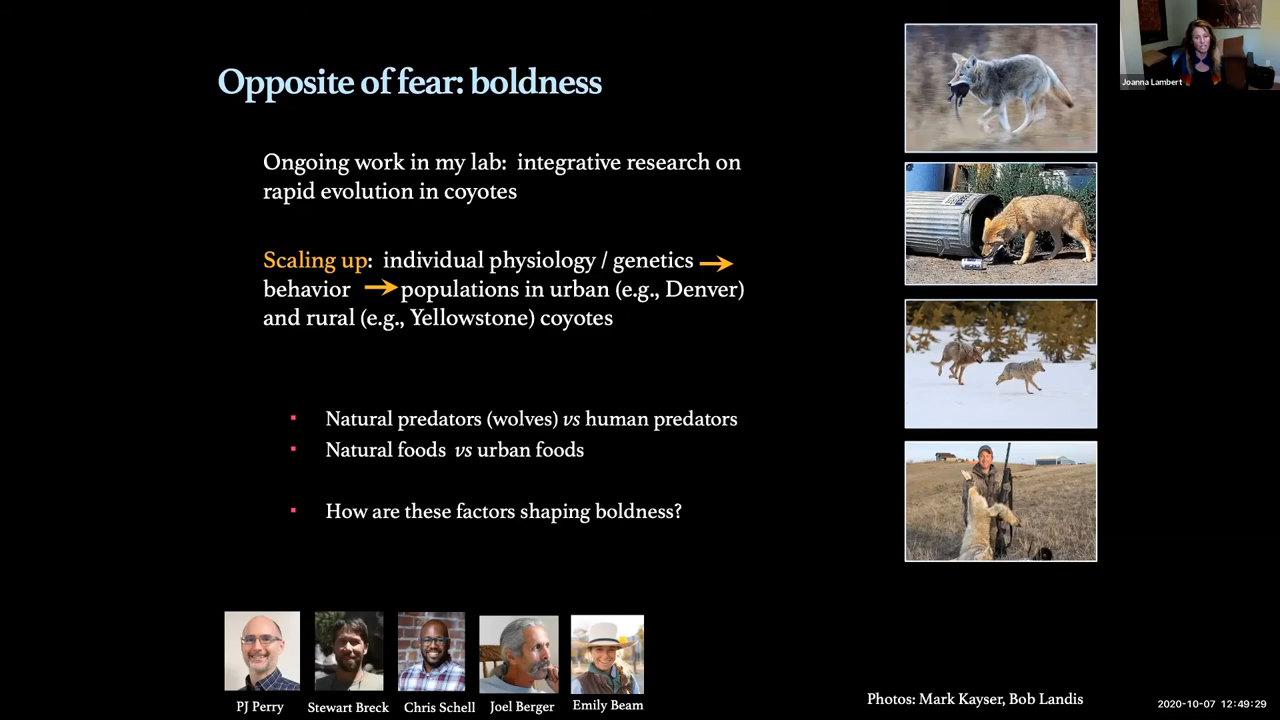 Opposite of fear: boldness
Ongoing work in my lab: integrative research on
rapid evolution in coyotes
Scaling up: individual physiology / genetics
behavior populations in urban (e.g., Denver)
and rural (e.g., Yellowstone) coyotes
Natural predators (wolves) vs human predators
Natural foods vs urban foods
How are these factors shaping boldness?
PJ Perry
Stewart Breck
Chris Schell
Joel Berger
Emily Beam
Photos: Mark Kayser, Bob Landis
Joanna Lambert
2020-10-07 12:49:29